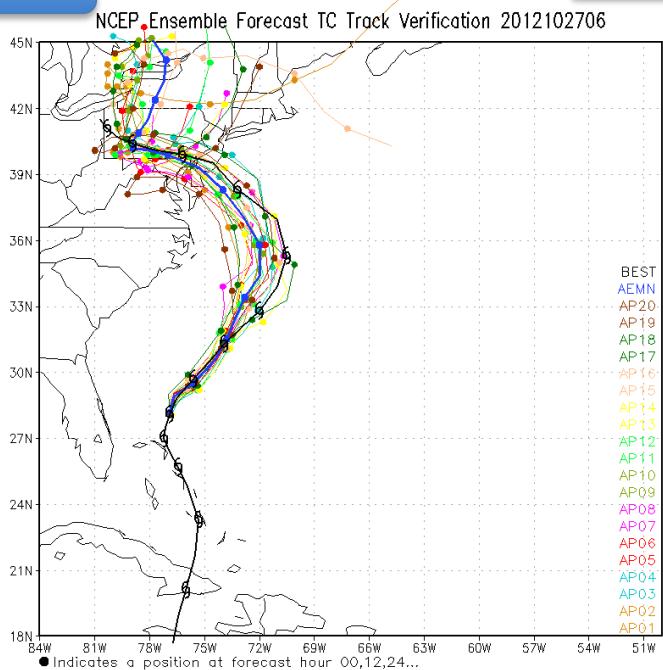 NCEP Ensemble Forecast TC Track Verification 2012102706
45N
42N
39N
36N
33N
30N
27N
24N
21N
18N
BEST
AEMN
AP20
AP19
AP18
AP17
AP16
AP15
AP14
AP13
AP12
AP11
AP10
AP09
AP08
AP07
AP06
AP05
AP04
AP03
AP02
AP01
84W 81W 78W 75W 72W 69W 66W 63W 60W 57W 54W 51W
Indicates a position at forecast hour 00,12,24...